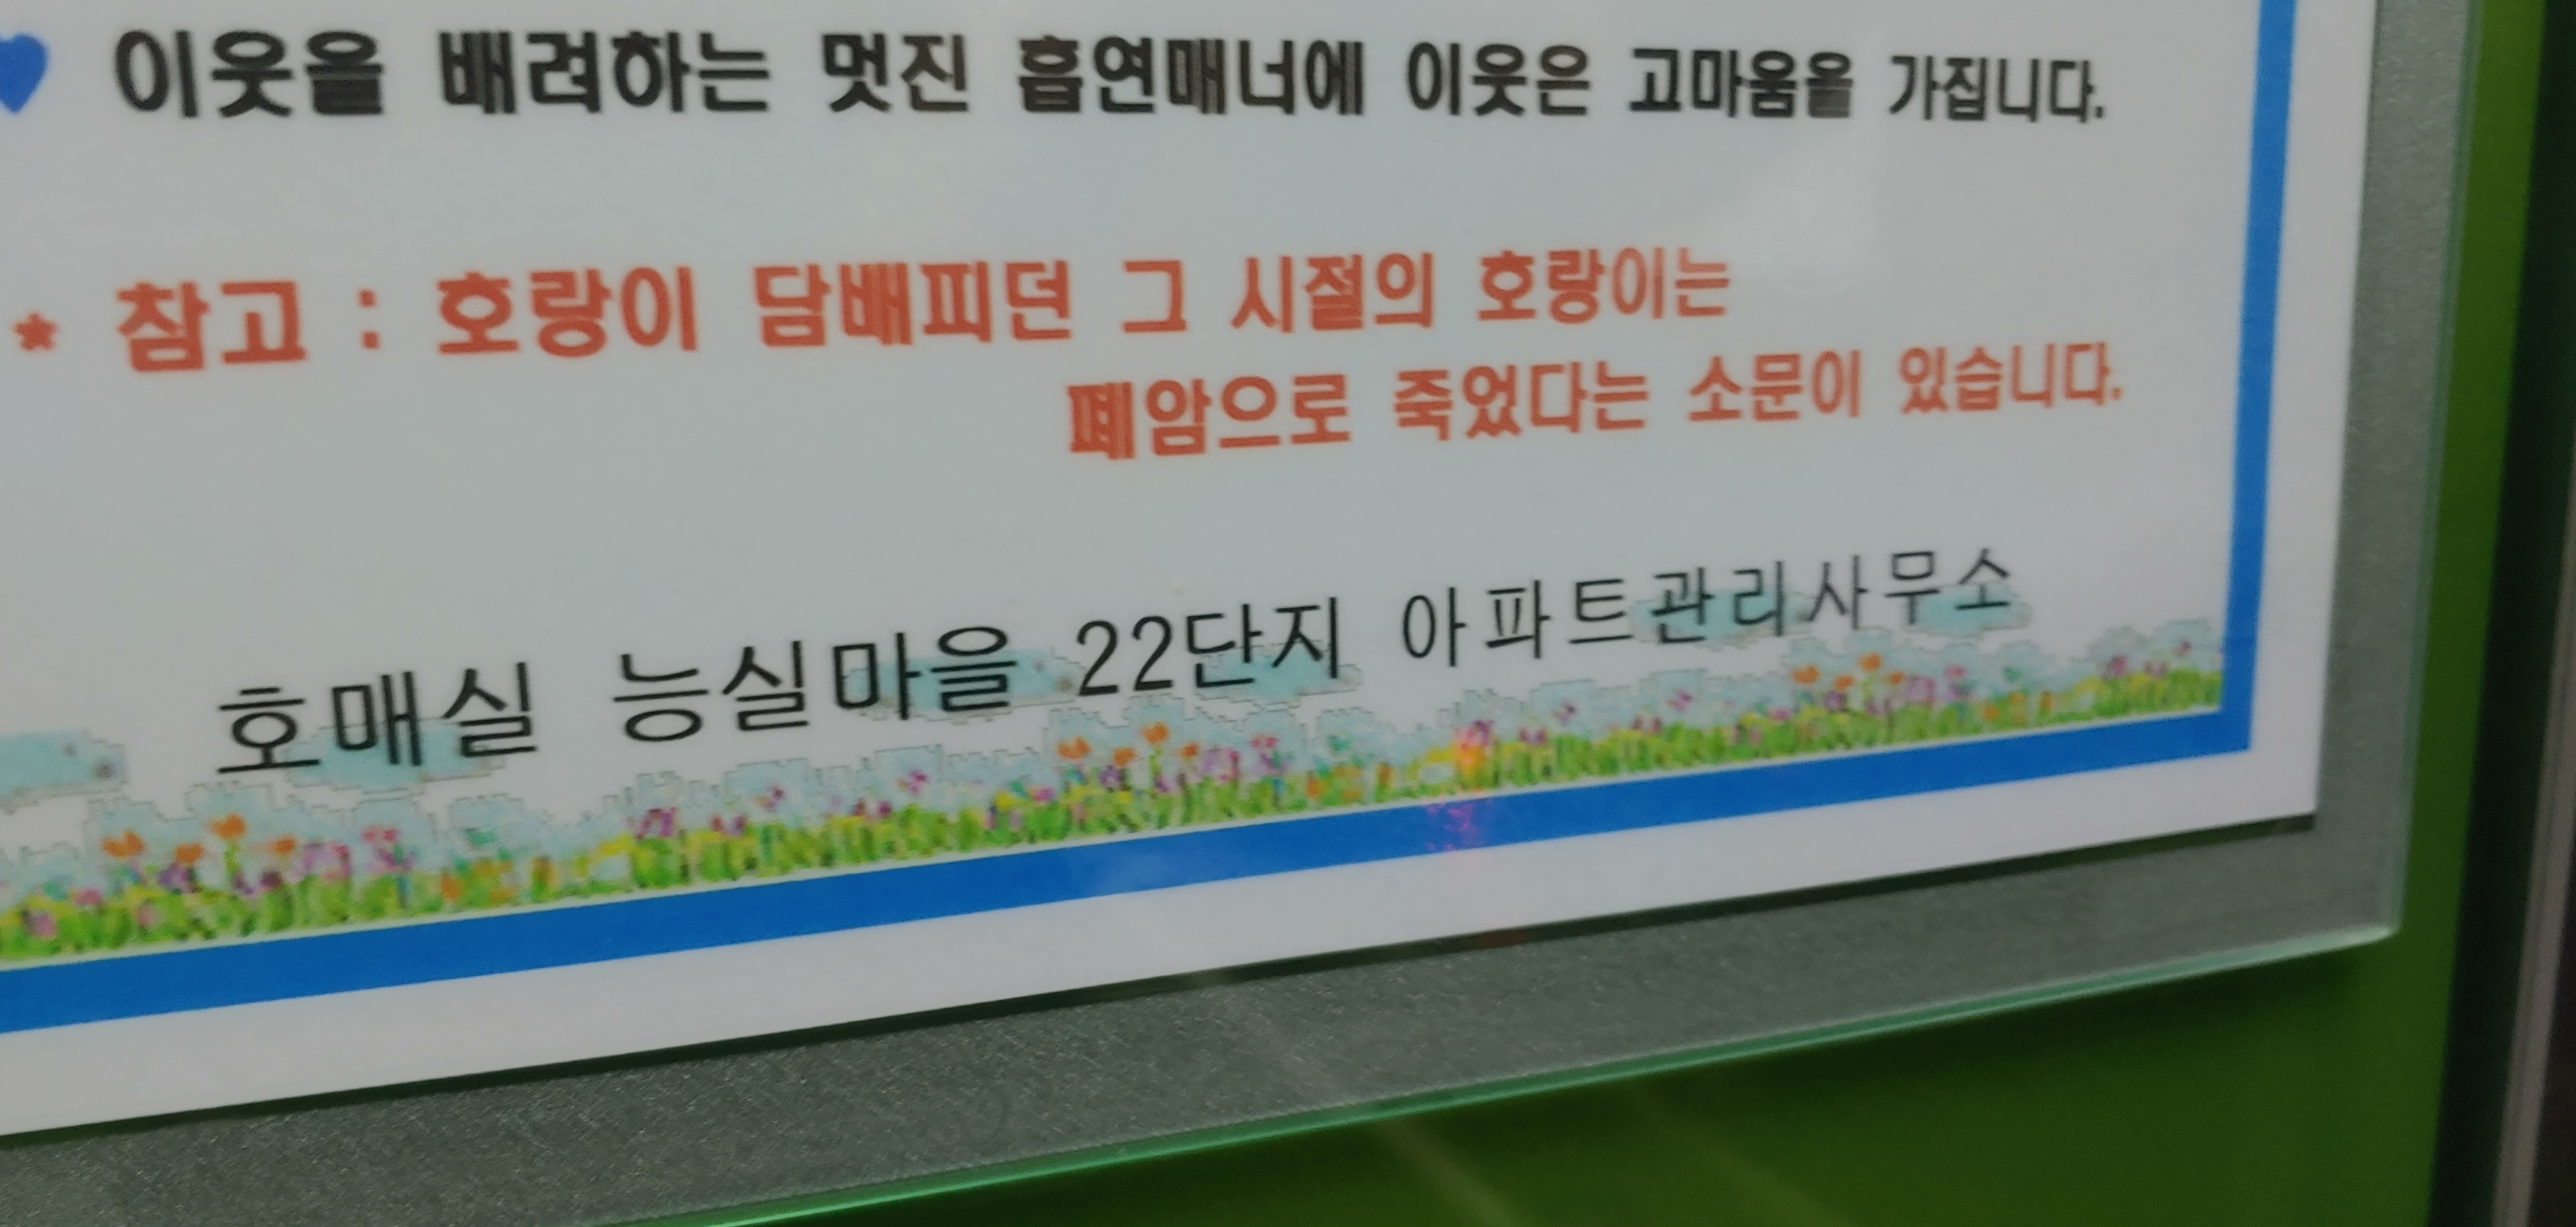 ♥ 이웃을 배려하는 멋진 흡연매너에 이웃은 고마움을 가집니다.
* 참고 : 호랑이 담배피던 그 시절의 호랑이는
폐암으로 죽었다는 소문이 있습니다.
호매실 능실마을 22단지 아파트관리사무소